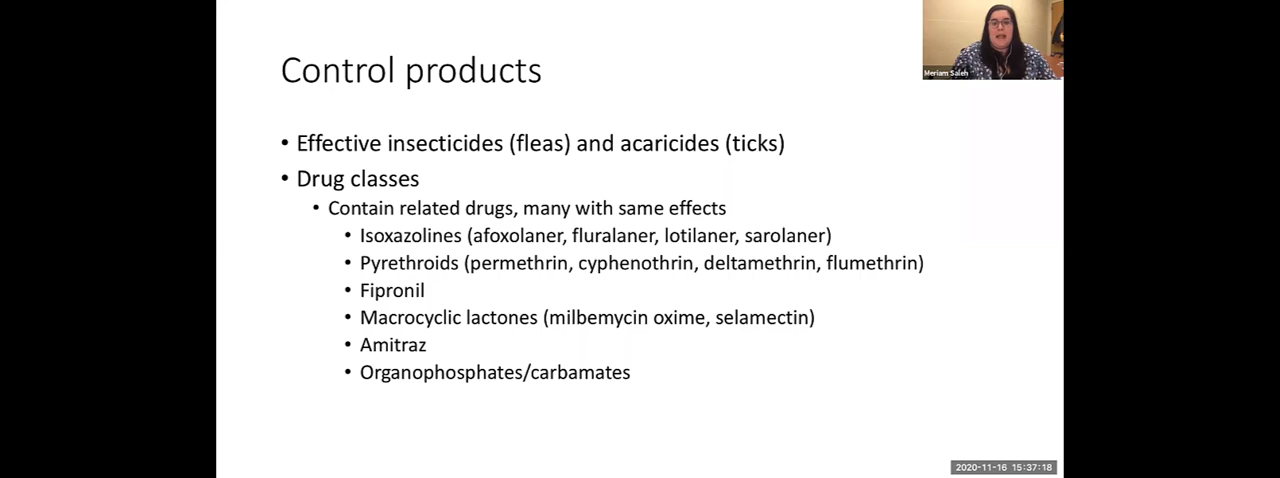 Meriam Saleh
Control products
• Effective insecticides (fleas) and acaricides (ticks)
• Drug classes
• Contain related drugs, many with same effects
• Isoxazolines (afoxolaner, fluralaner, lotilaner, sarolaner)
• Pyrethroids (permethrin, cyphenothrin, deltamethrin, flumethrin)
• Fipronil
• Macrocyclic lactones (milbemycin oxime, selamectin)
• Amitraz
• Organophosphates/carbamates
2020-11-16 15:37:18